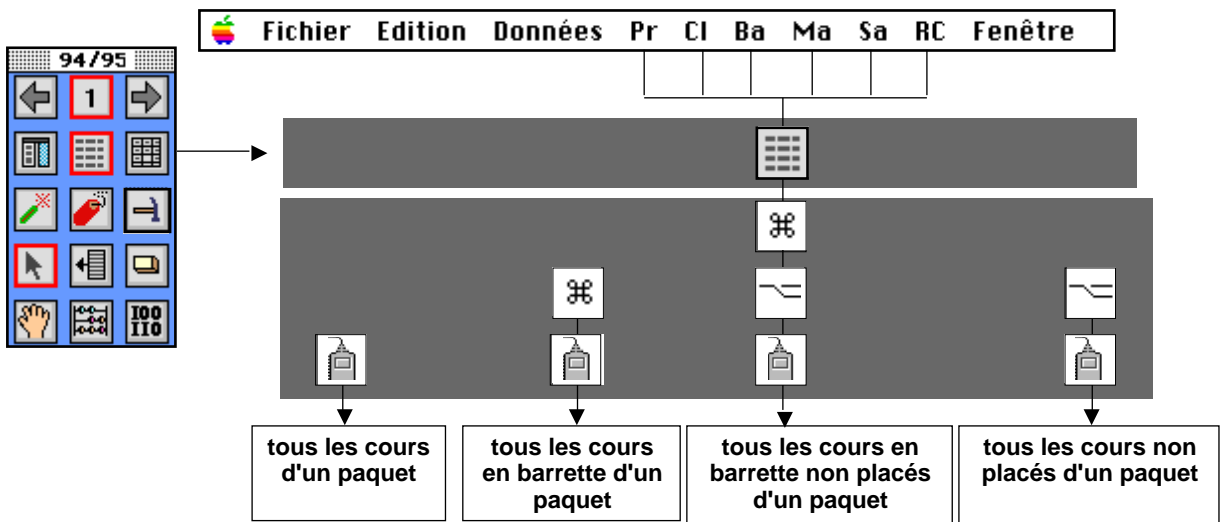 Fichier Edition Données Pr Cl Ba Ma Sa RC Fenêtre
94/95
1
I00
II0
tous les cours
d'un paquet
tous les cours
en barrette d'un
paquet
tous les cours en
barrette non placés
d'un paquet
tous les cours non
placés d'un paquet